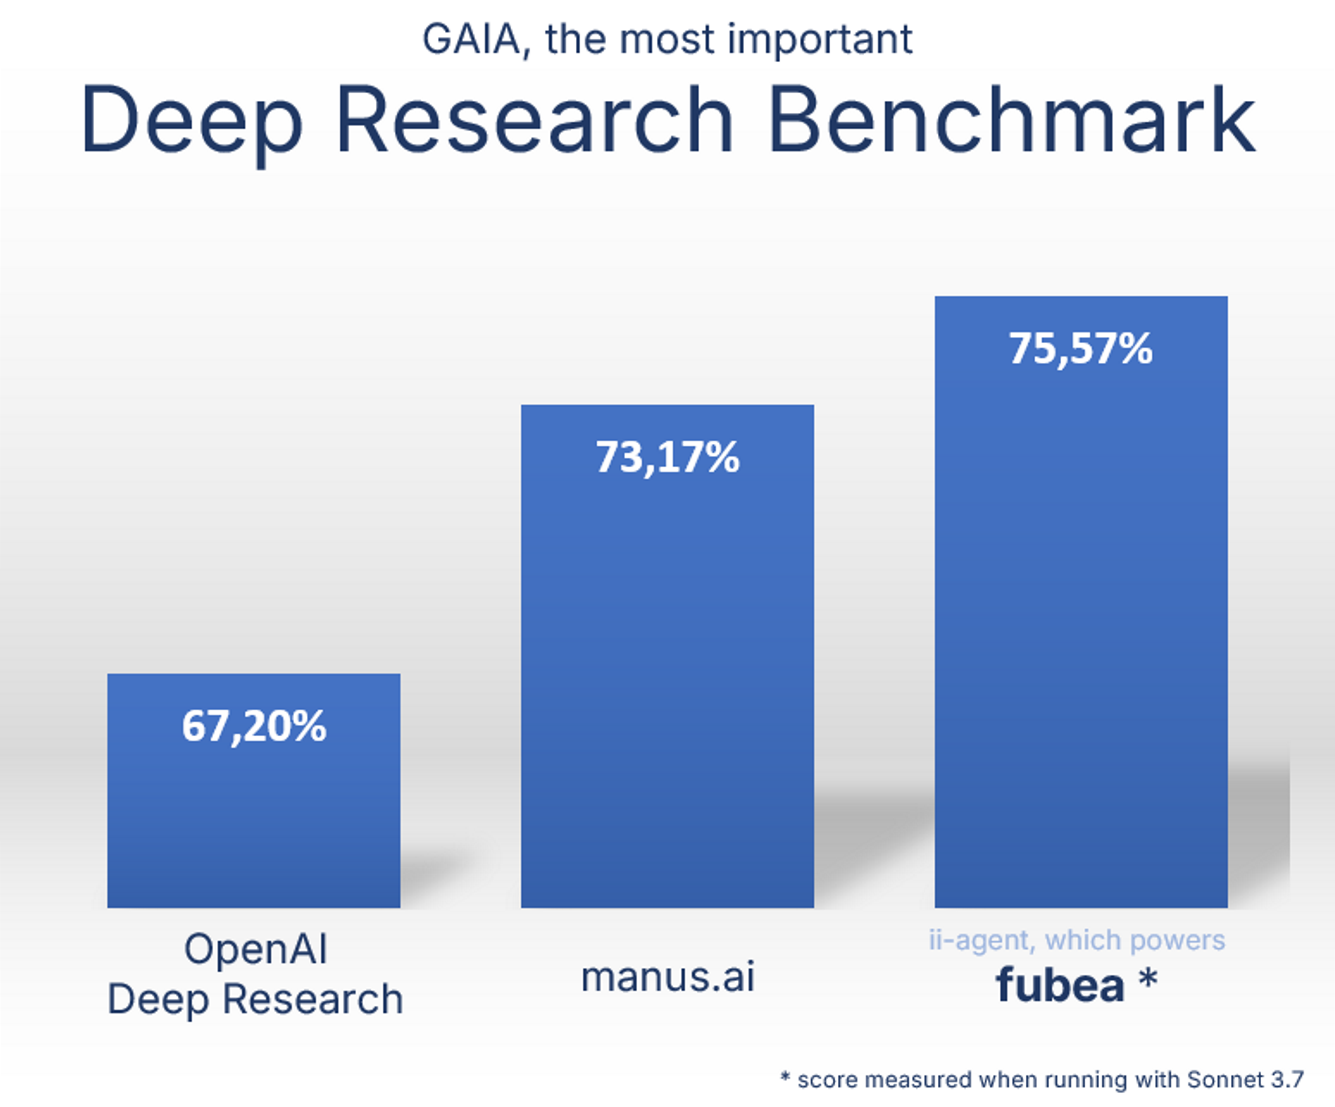 GAIA, the most important
Deep Research Benchmark
75,57%
73,17%
67,20%
OpenAI
Deep Research
manus.ai
ii-agent, which powers
fubea *
* score measured when running with Sonnet 3.7